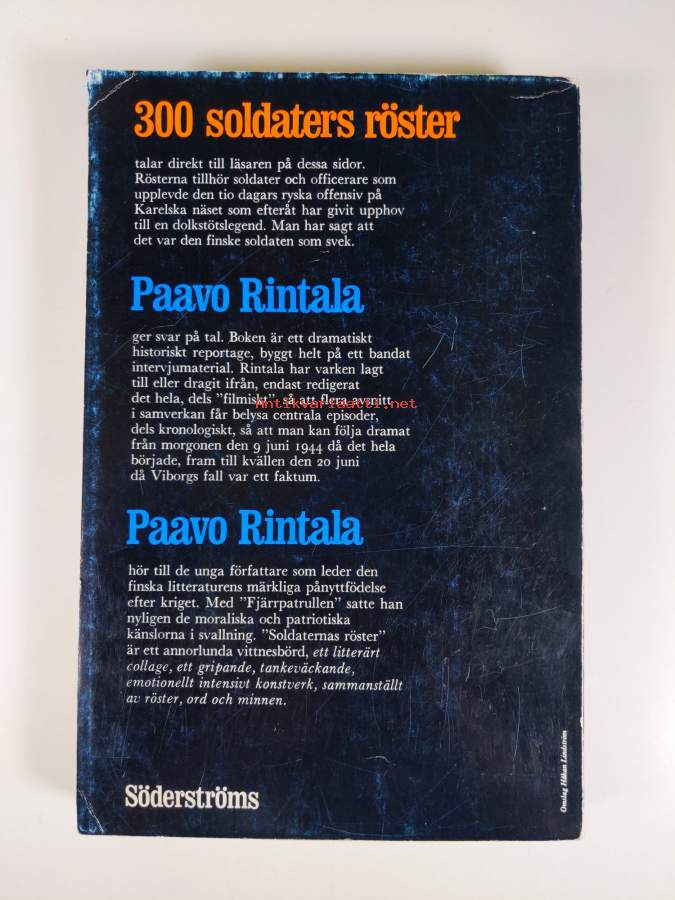 300 soldaters röster
talar direkt till läsaren på dessa sidor.
Rösterna tillhör soldater och officerare som
upplevde den tio dagars ryska offensiv på
Karelska näset som efteråt har givit upphov
till en dolkstötslegend. Man har sagt att
det var den finske soldaten som svek.
Paavo Rintala
ger svar på tal. Boken är ett dramatiskt
historiskt reportage, byggt helt på ett bandat
intervjumaterial. Rintala har varken lagt
till eller dragit ifrån, endast redigerat
det hela, dels "filmiskt" så att flera avsnitt
Antikvariaatti.net
i samverkan får belysa centrala episoder,
dels kronologiskt, så att man kan följa dramat
från morgonen den 9 juni 1944 då det hela
började, fram till kvällen den 20 juni
då Viborgs fall var ett faktum.
Paavo Rintala
hör till de unga författare som leder den
finska litteraturens märkliga pånyttfödelse
efter kriget. Med "Fjärrpatrullen" satte han
nyligen de moraliska och patriotiska
känslorna i svallning. "Soldaternas röster"
är ett annorlunda vittnesbörd, ett litterärt
collage, ett gripande, tankeväckande,
emotionellt intensivt konstverk, sammanställt
av röster, ord och minnen.
Söderströms
Omslag Håkan Lindström